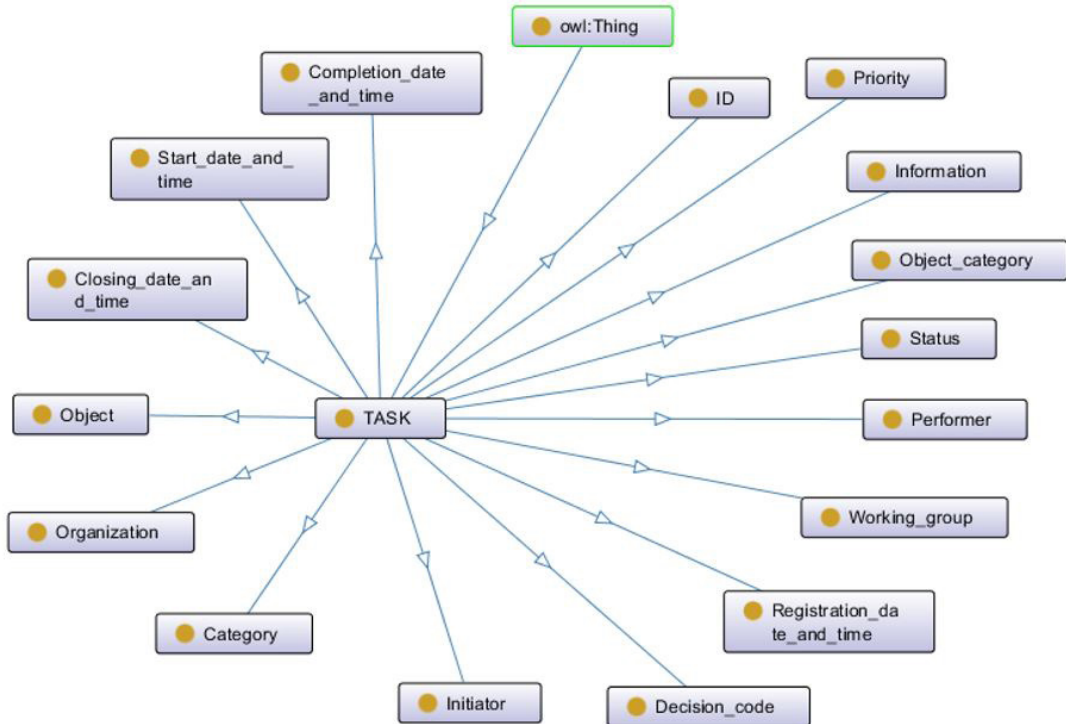 owl:Thing
Completion_date
_and_time
ID
Priority
Start_date_and_
time
Information
Object_category
Closing_date_an
d_time
Status
Object
TASK
Performer
Organization
Working_group
Category
Registration_da
te_and_time
Initiator
Decision_code